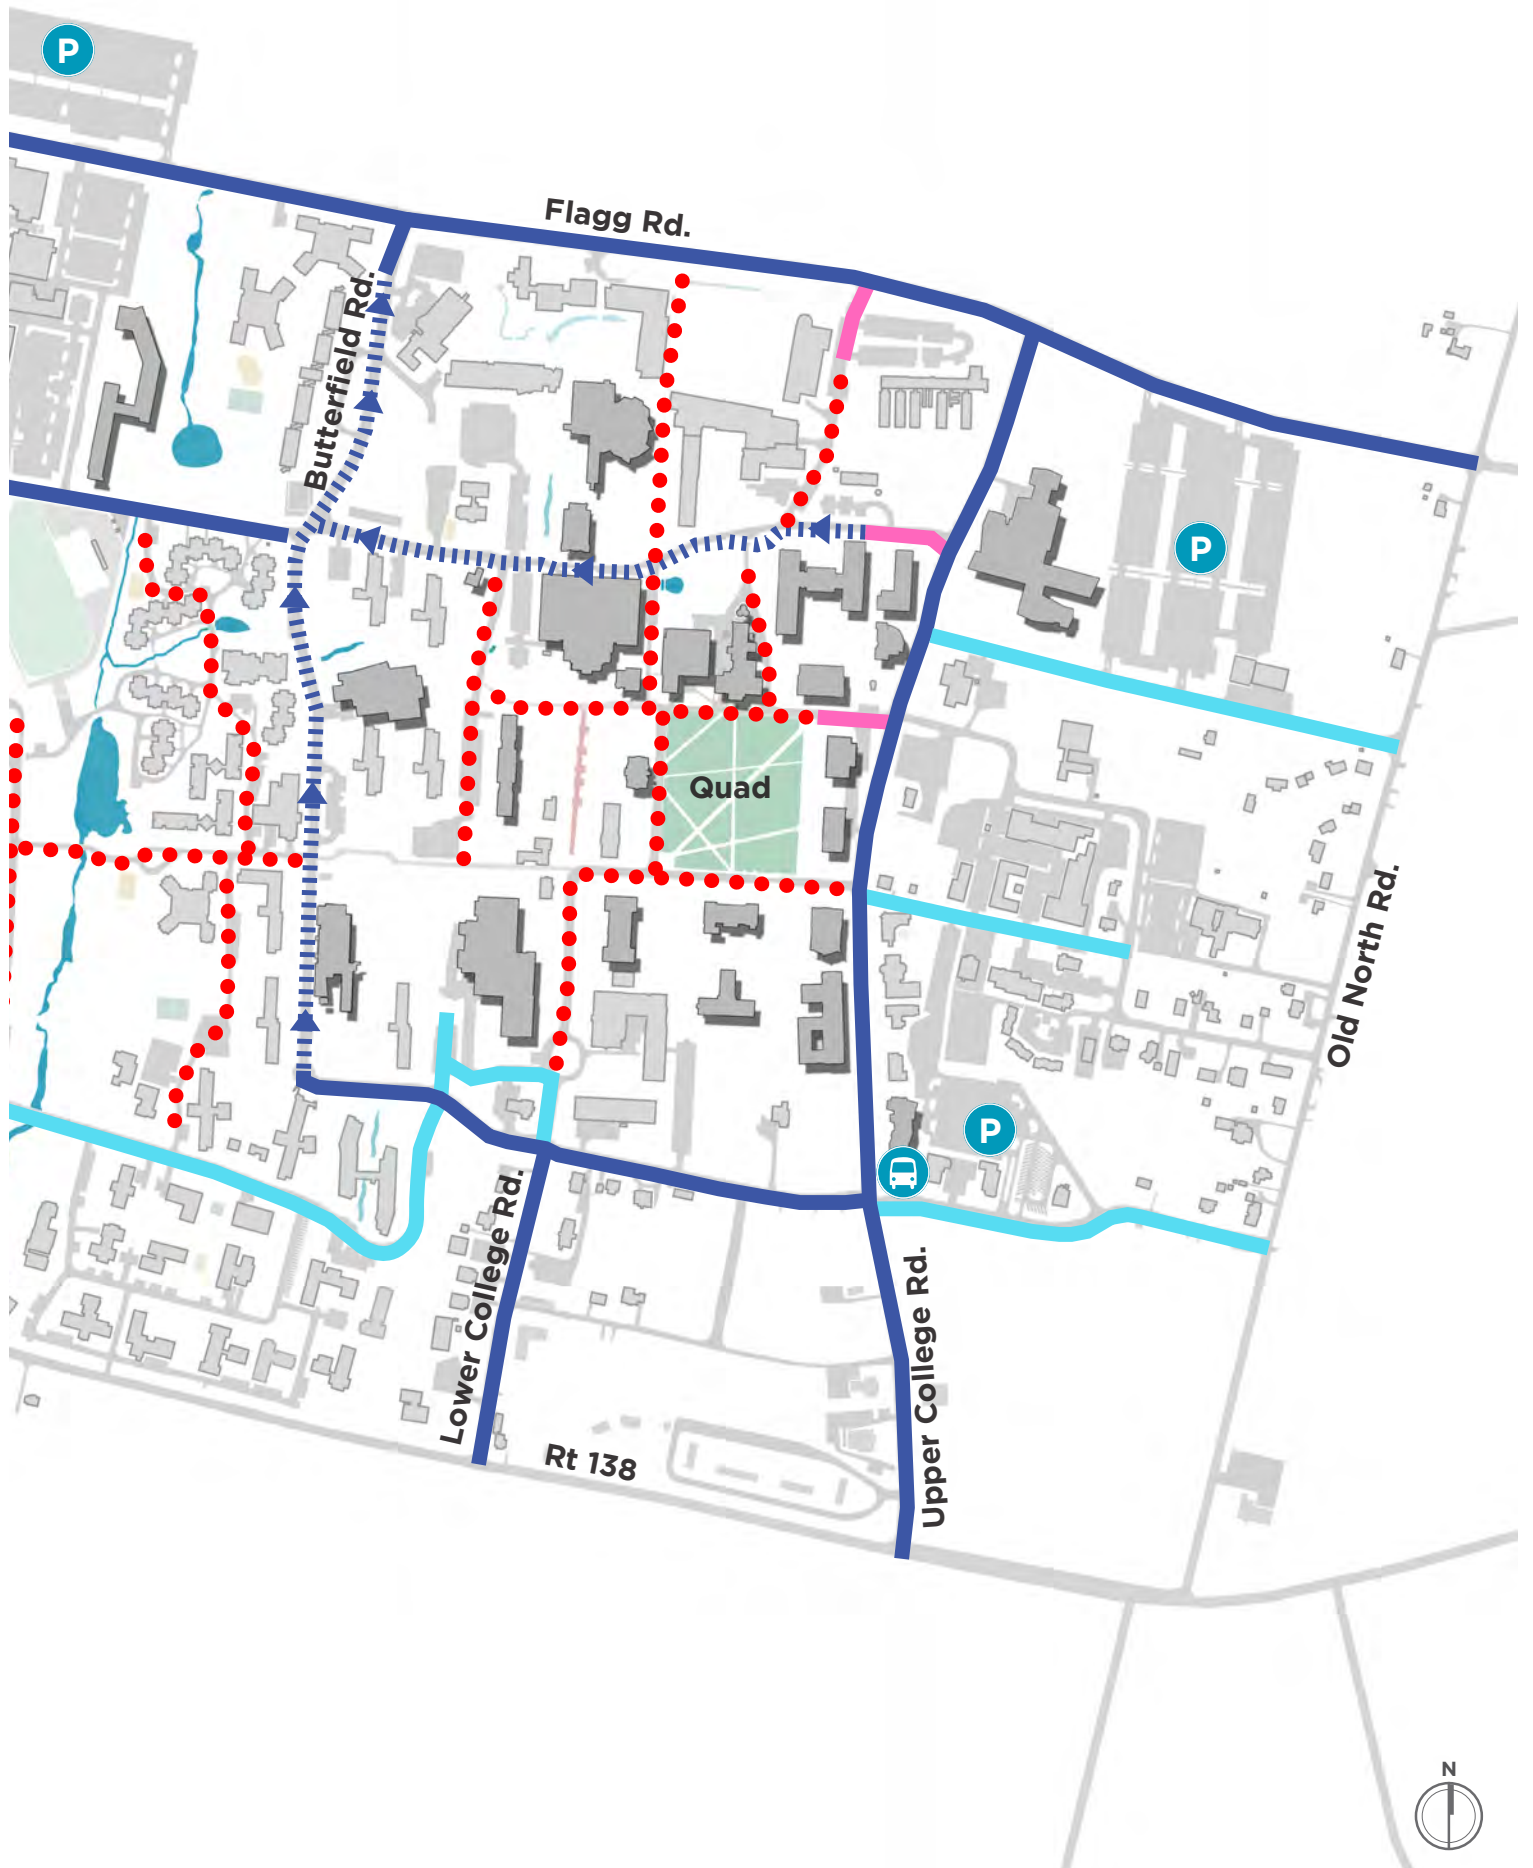 P
Flagg Rd.
Butterfield Rd.
P
Quad
Old North Rd.
P
Lower College Rd.
Upper College Rd.
Rt 138
N